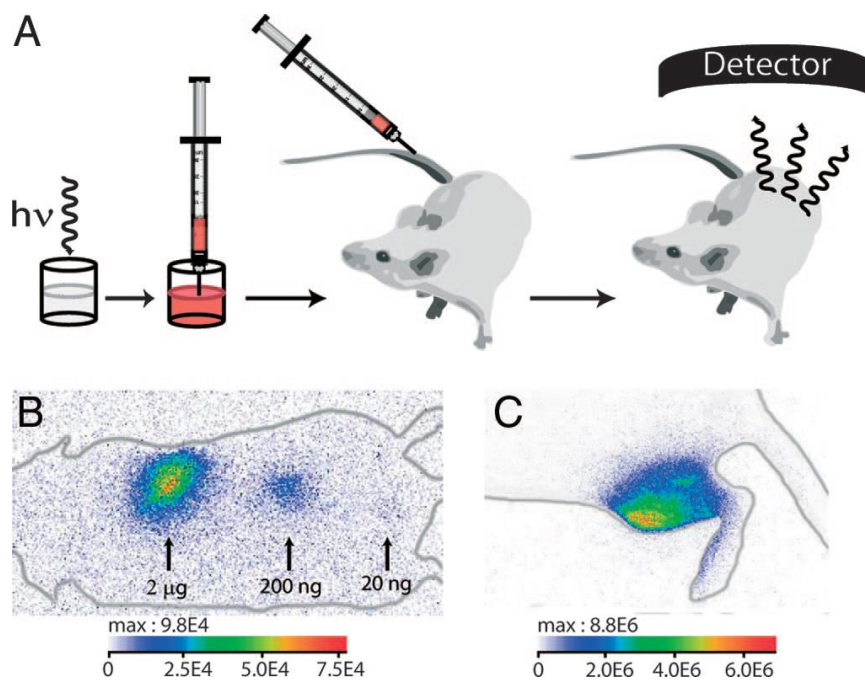 A
Detector
hν
B
C
2 μg
200 ng
20 ng
max : 9.8E4
0 2.5E4 5.0E4 7.5E4
max : 8.8E6
0 2.0E6 4.0E6 6.0E6